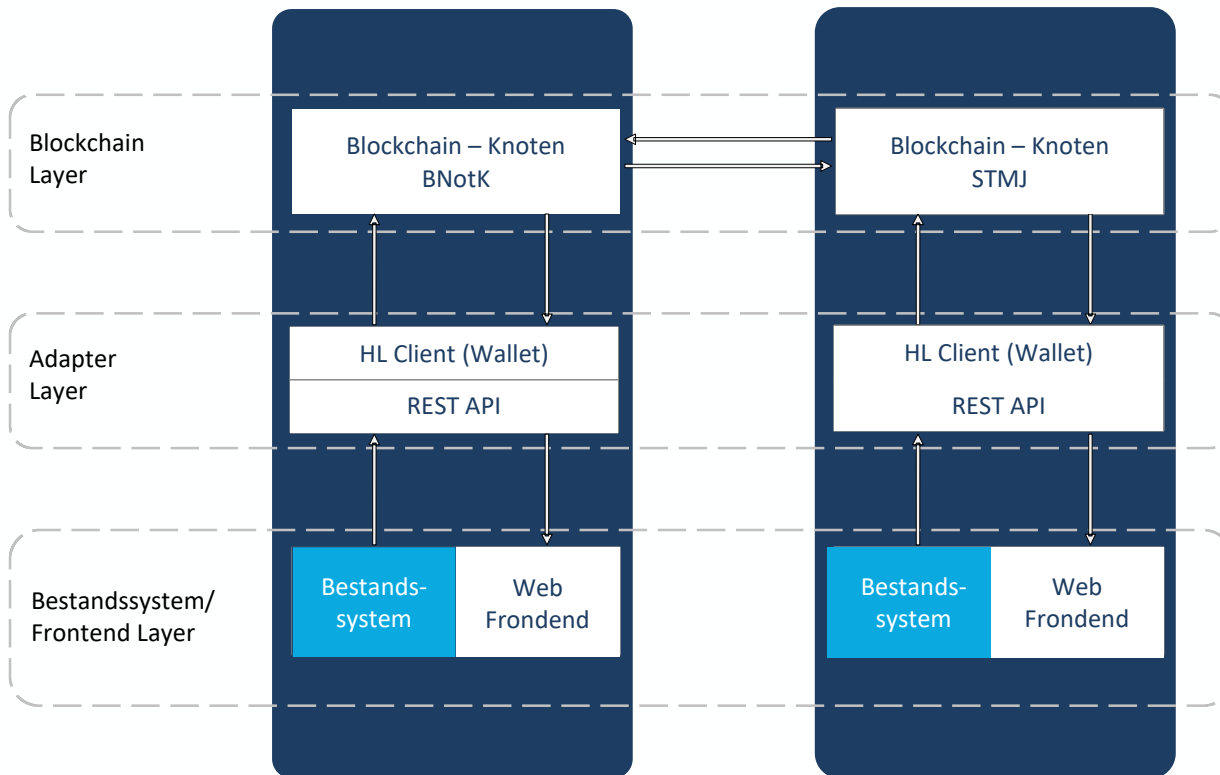 Blockchain
Layer
Blockchain – Knoten
BNotK
Blockchain – Knoten
STMJ
Adapter
Layer
HL Client (Wallet)
REST API
HL Client (Wallet)
REST API
Bestandssystem/
Frontend Layer
Bestands-
system
Web
Frondend
Bestands-
system
Web
Frondend